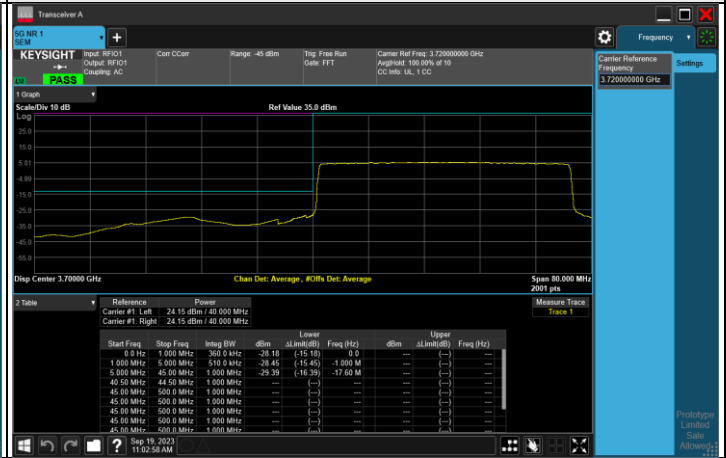 Transceiver A
5G NR 1
SEM
Frequency
KEYSIGHT
Input: RFIO1
Output: RFIO1
Coupling: AC
Corr CCorr
Range: -45 dBm
Trig: Free Run
Gate: FFT
Carrier Ref Freq: 3.720000000 GHz
Avg|Hold: 100.00% of 10
CC Info: UL, 1 CC
PASS
Carrier Reference
Frequency
3.720000000 GHz
Settings
1 Graph
Scale/Div 10 dB
Ref Value 35.0 dBm
Log
25.0
15.0
5.01
-4.99
-15.0
-25.0
-35.0
-45.0
-55.0
Disp Center 3.70000 GHz
Chan Det: Average, #Offs Det: Average
Span 80.000 MHz
2001 pts
2 Table
Reference Power
Carrier #1: Left 24.15 dBm / 40.000 MHz
Carrier #1: Right 24.15 dBm / 40.000 MHz
Measure Trace
Trace 1
Lower Upper
Start Freq Stop Freq Integ BW dBm ΔLimit(dB) Freq (Hz) dBm ΔLimit(dB) Freq (Hz)
0.0 Hz 1.000 MHz 360.0 kHz -28.18 (-15.18) 0.0 --- (---) ---
1.000 MHz 5.000 MHz 510.0 kHz -28.45 (-15.45) -1.000 M --- (---) ---
5.000 MHz 45.00 MHz 1.000 MHz -29.39 (-16.39) -17.60 M --- (---) ---
40.50 MHz 44.50 MHz 1.000 MHz --- (---) --- --- (---) ---
45.00 MHz 500.0 MHz 1.000 MHz --- (---) --- --- (---) ---
45.00 MHz 500.0 MHz 1.000 MHz --- (---) --- --- (---) ---
45.00 MHz 500.0 MHz 1.000 MHz --- (---) --- --- (---) ---
45.00 MHz 500.0 MHz 1.000 MHz --- (---) --- --- (---) ---
Prototype
Limited
Sale
Allowed
?
Sep 19, 2023
11:02:58 AM